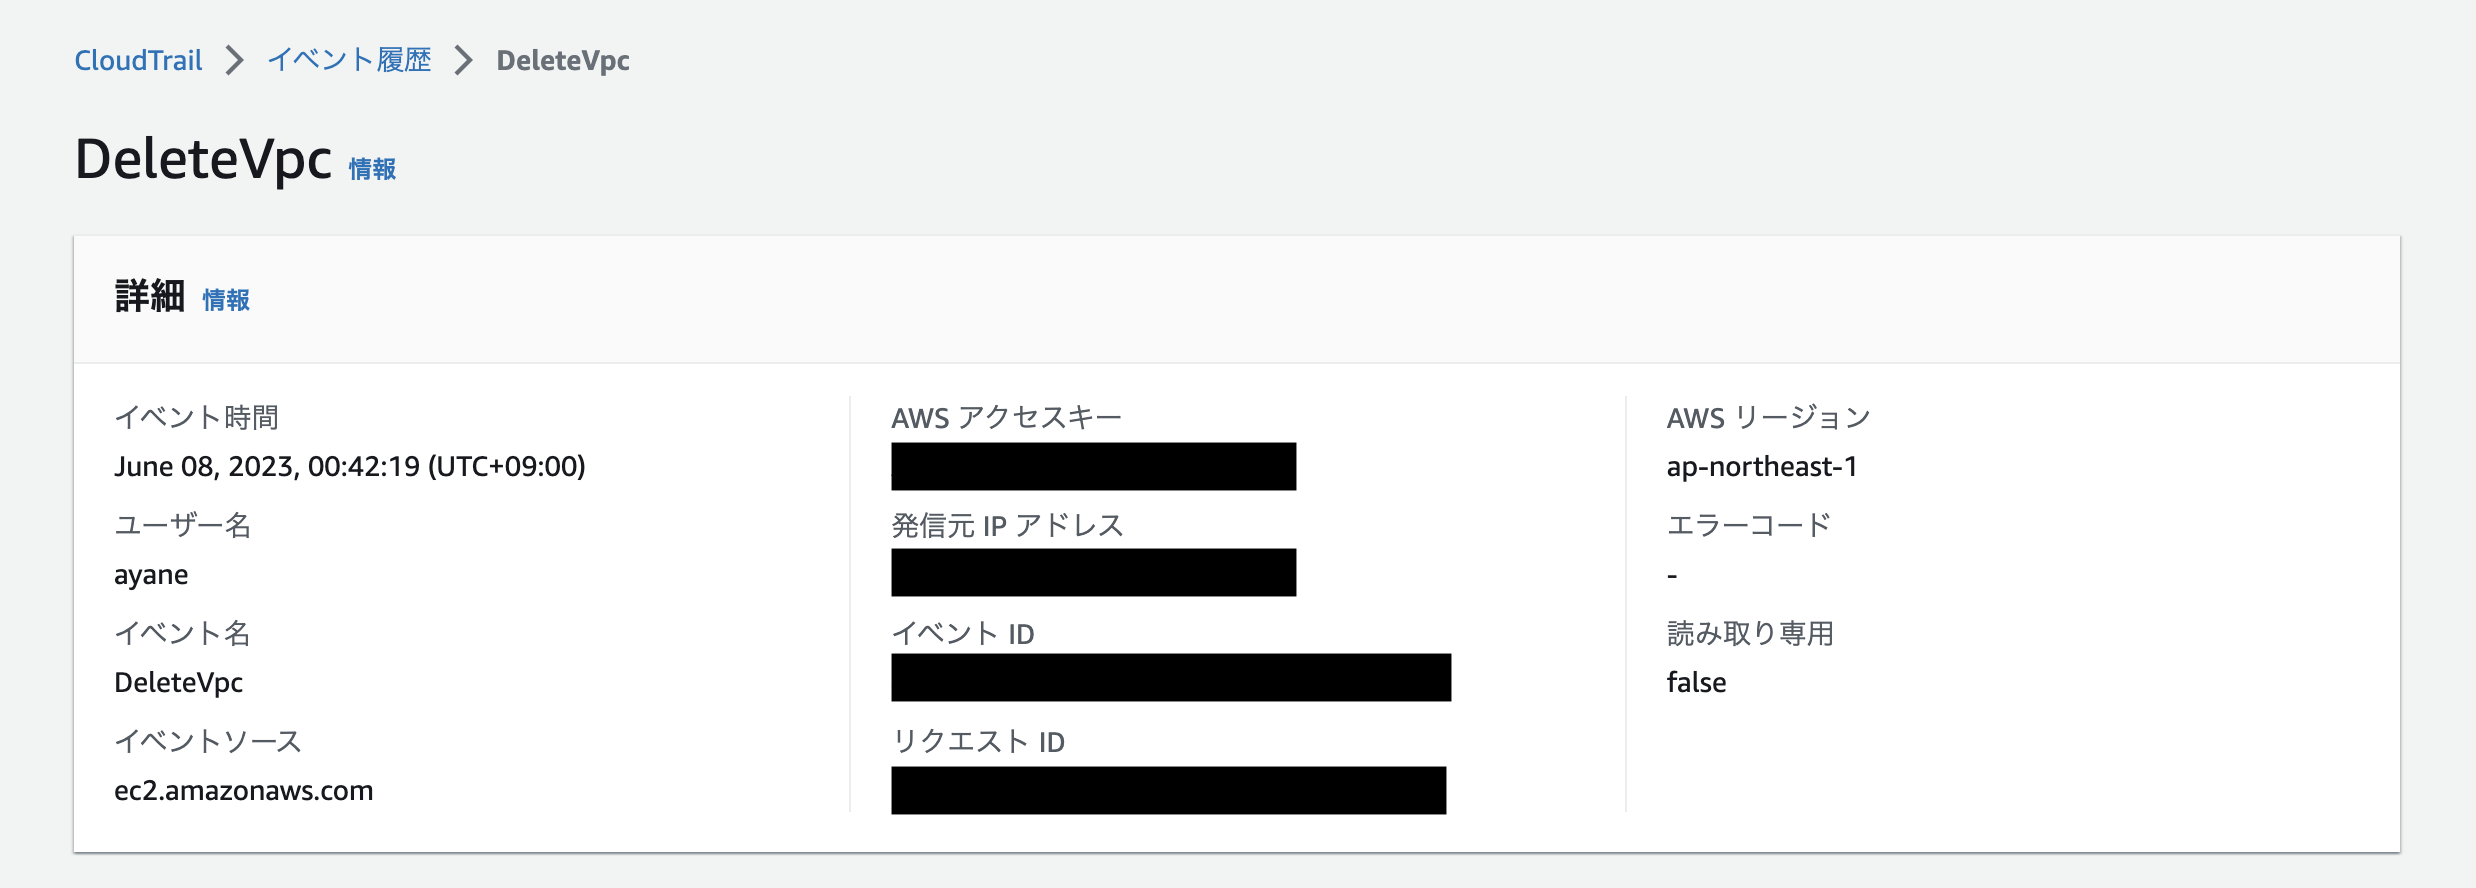 CloudTrail > イベント履歴 > DeleteVpc
DeleteVpc 情報
詳細 情報
イベント時間
June 08, 2023, 00:42:19 (UTC+09:00)
ユーザー名
ayane
イベント名
DeleteVpc
イベントソース
ec2.amazonaws.com
AWS アクセスキー
発信元 IP アドレス
イベント ID
リクエスト ID
AWS リージョン
ap-northeast-1
エラーコード
-
読み取り専用
false